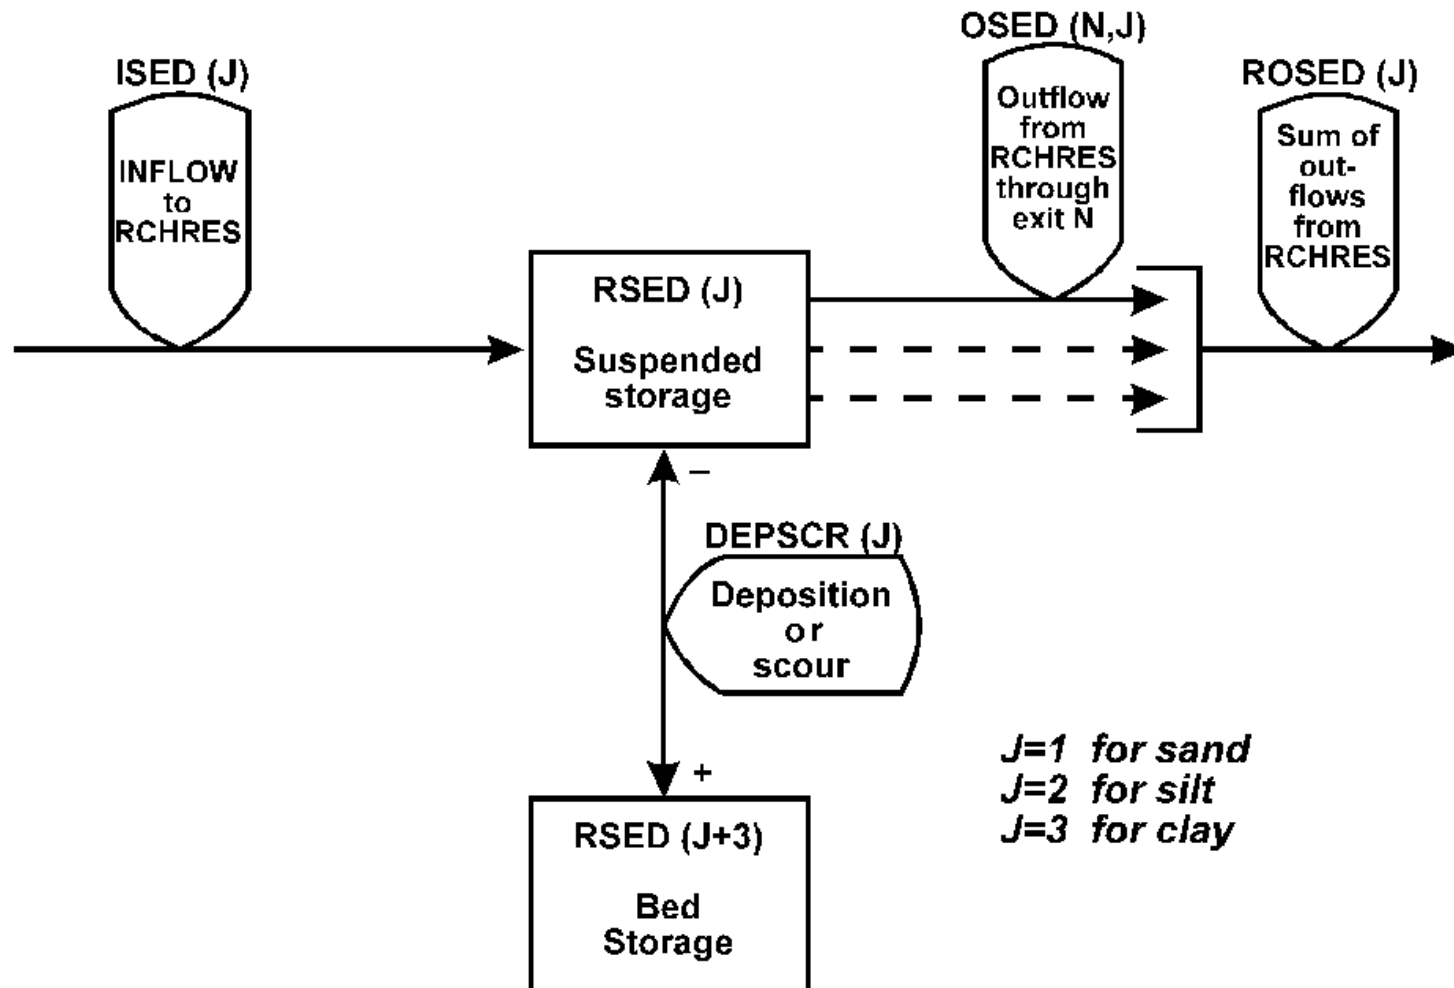 ISED (J)
INFLOW
to
RCHRES
OSED (N,J)
Outflow
from
RCHRES
through
exit N
ROSED (J)
Sum of
out-
flows
from
RCHRES
RSED (J)
Suspended
storage
–
DEPSCR (J)
Deposition
or
scour
+
RSED (J+3)
Bed
Storage
J=1 for sand
J=2 for silt
J=3 for clay